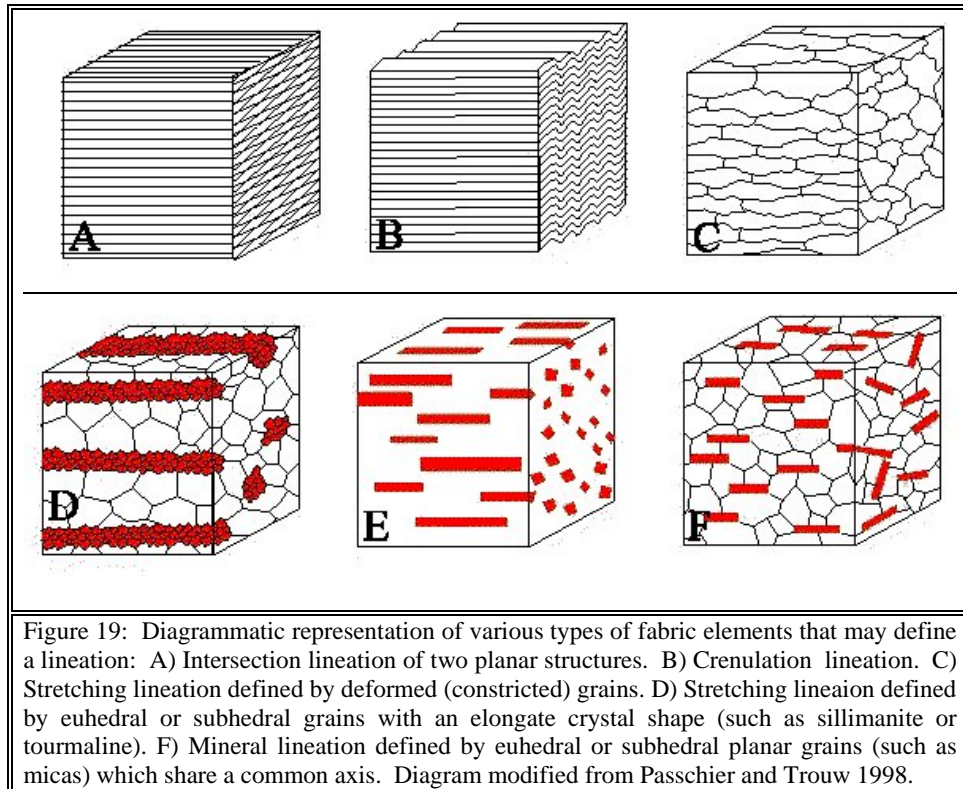 A
B
C
D
E
F
Figure 19: Diagrammatic representation of various types of fabric elements that may define
a lineation: A) Intersection lineation of two planar structures. B) Crenulation lineation. C)
Stretching lineation defined by deformed (constricted) grains. D) Stretching lineaion defined
by euhedral or subhedral grains with an elongate crystal shape (such as sillimanite or
tourmaline). F) Mineral lineation defined by euhedral or subhedral planar grains (such as
micas) which share a common axis. Diagram modified from Passchier and Trouw 1998.